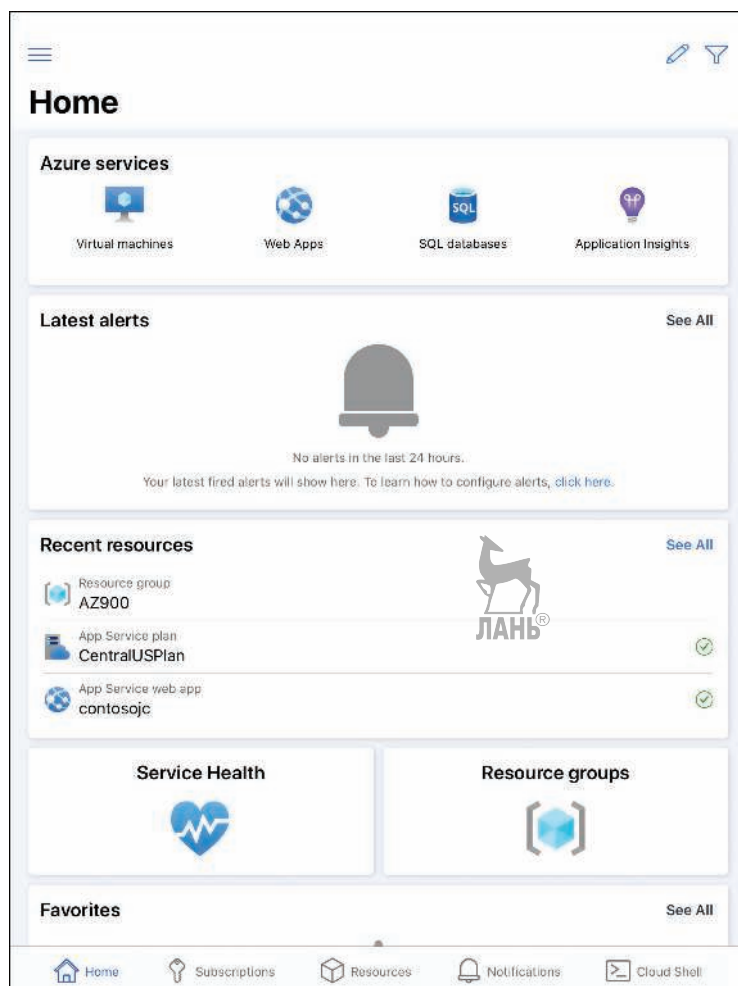 Home
Azure services
Virtual machines
Web Apps
SQL
SQL databases
Application Insights
Latest alerts
See All
No alerts in the last 24 hours.
Your latest fired alerts will show here. To learn how to configure alerts, click here.
Recent resources
See All
Resource group
AZ900
App Service plan
CentralUSPlan
App Service web app
contosojc
ЛАНЬ®
Service Health
Resource groups
Favorites
See All
Home
Subscriptions
Resources
Notifications
Cloud Shell